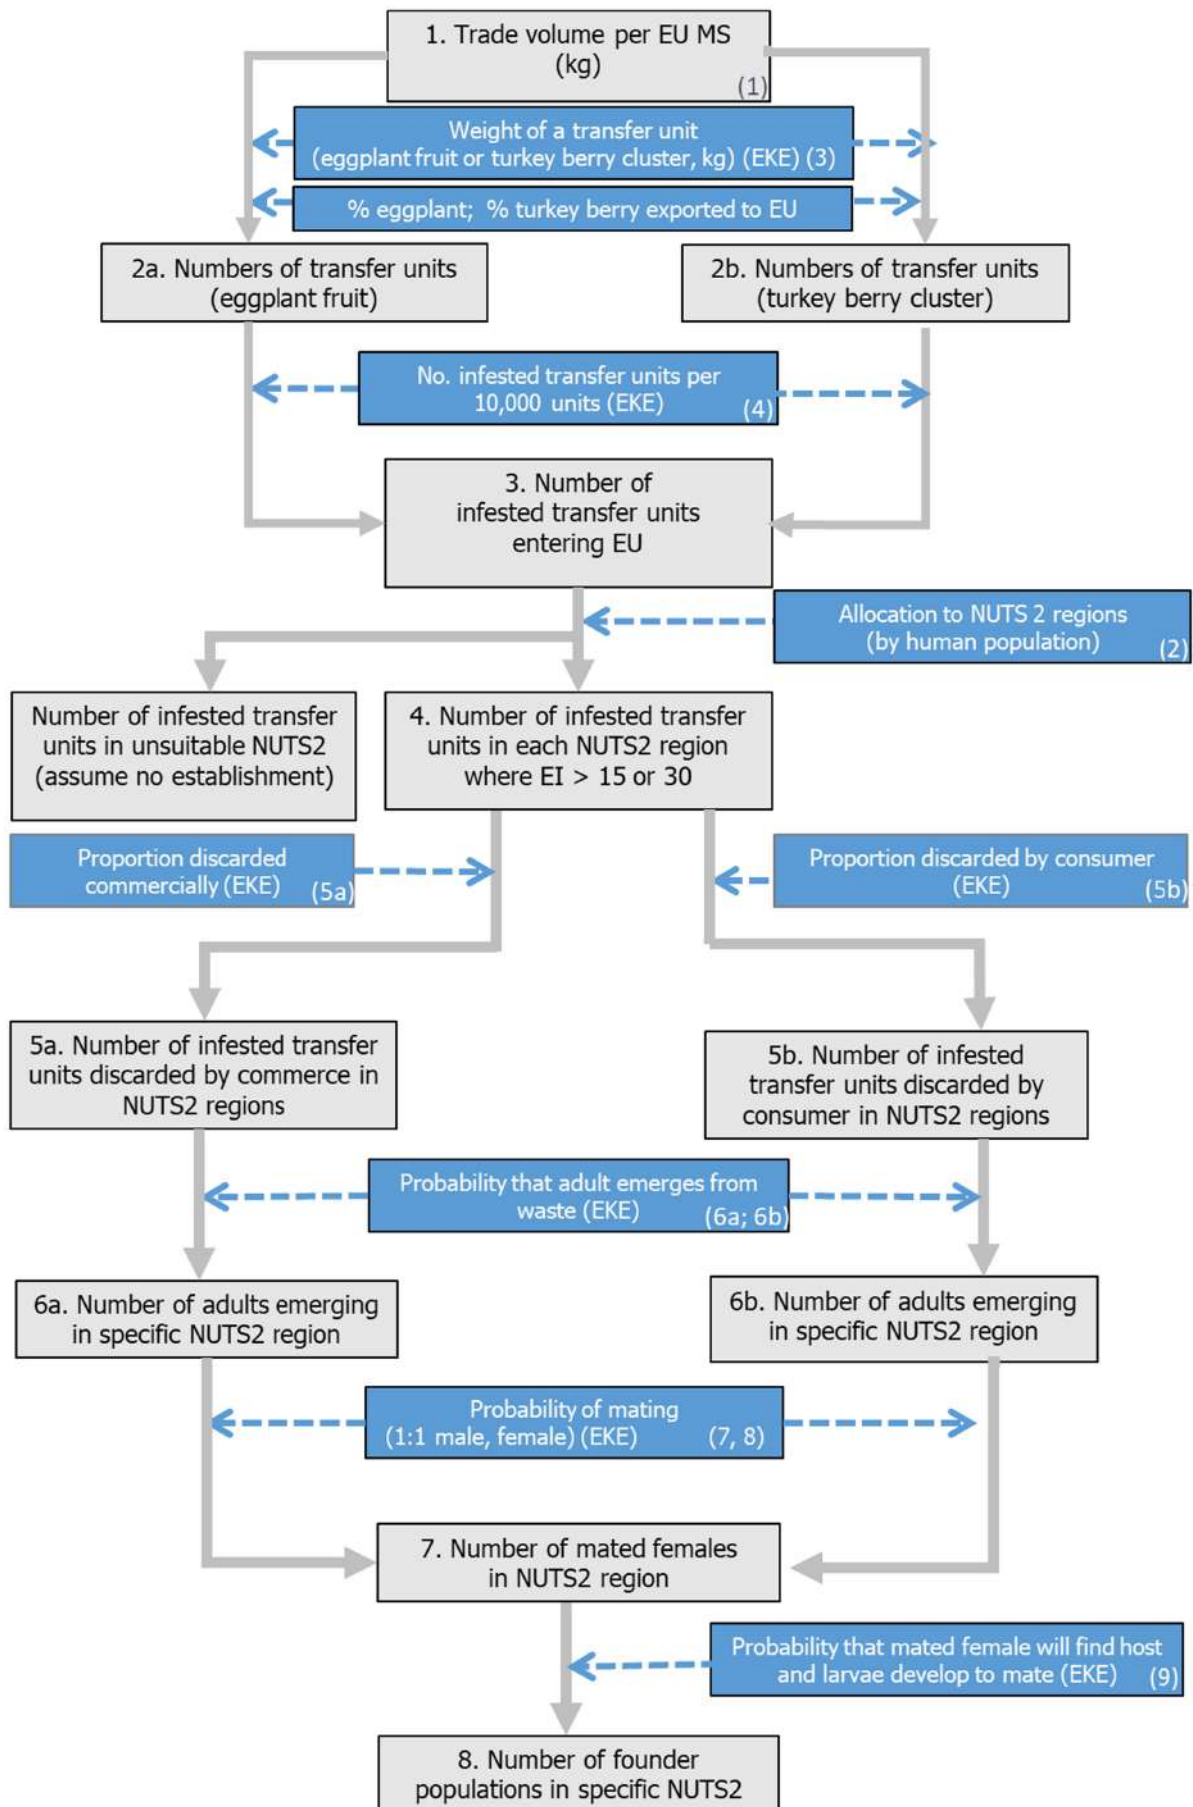 1. Trade volume per EU MS
(kg)
(1)
Weight of a transfer unit
(eggplant fruit or turkey berry cluster, kg) (EKE) (3)
% eggplant; % turkey berry exported to EU
2a. Numbers of transfer units
(eggplant fruit)
2b. Numbers of transfer units
(turkey berry cluster)
No. infested transfer units per
10,000 units (EKE)
(4)
3. Number of
infested transfer units
entering EU
Allocation to NUTS 2 regions
(by human population)
(2)
Number of infested transfer
units in unsuitable NUTS2
(assume no establishment)
4. Number of infested transfer
units in each NUTS2 region
where EI > 15 or 30
Proportion discarded
commercially (EKE)
(5a)
Proportion discarded by consumer
(EKE)
(5b)
5a. Number of infested transfer
units discarded by commerce in
NUTS2 regions
5b. Number of infested
transfer units discarded by
consumer in NUTS2 regions
Probability that adult emerges from
waste (EKE)
(6a; 6b)
6a. Number of adults emerging
in specific NUTS2 region
6b. Number of adults emerging
in specific NUTS2 region
Probability of mating
(1:1 male, female) (EKE)
(7, 8)
7. Number of mated females
in NUTS2 region
Probability that mated female will find host
and larvae develop to mate (EKE)
(9)
8. Number of founder
populations in specific NUTS2